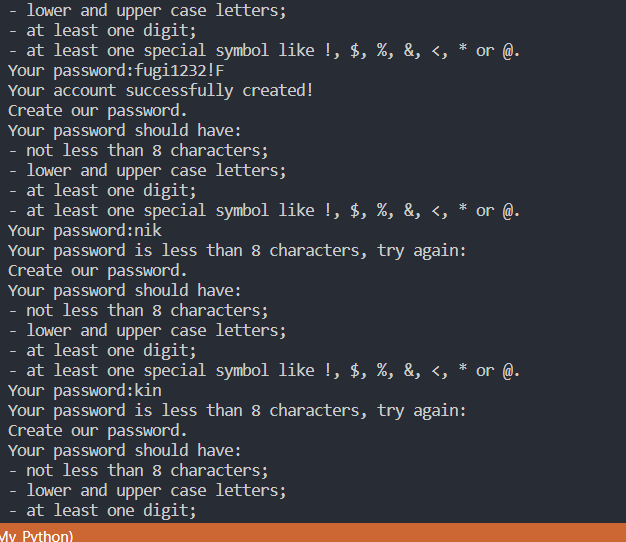 - lower and upper case letters;
- at least one digit;
- at least one special symbol like !, $, %, &, <, * or @.
Your password:fugi1232!F
Your account successfully created!
Create our password.
Your password should have:
- not less than 8 characters;
- lower and upper case letters;
- at least one digit;
- at least one special symbol like !, $, %, &, <, * or @.
Your password:nik
Your password is less than 8 characters, try again:
Create our password.
Your password should have:
- not less than 8 characters;
- lower and upper case letters;
- at least one digit;
- at least one special symbol like !, $, %, &, <, * or @.
Your password:kin
Your password is less than 8 characters, try again:
Create our password.
Your password should have:
- not less than 8 characters;
- lower and upper case letters;
- at least one digit;
My Python)